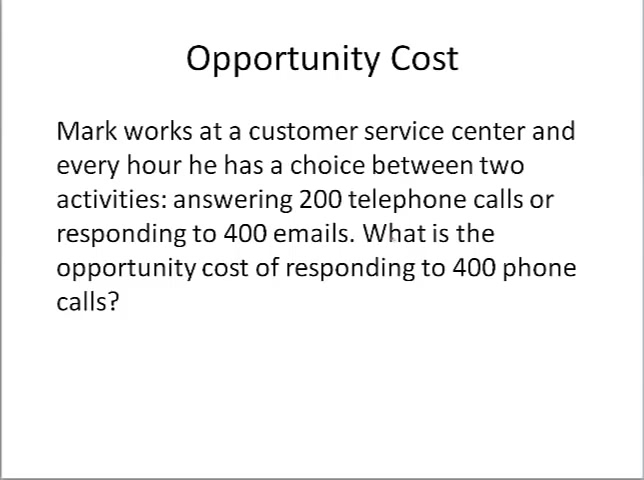 Opportunity Cost
Mark works at a customer service center and
every hour he has a choice between two
activities: answering 200 telephone calls or
responding to 400 emails. What is the
opportunity cost of responding to 400 phone
calls?